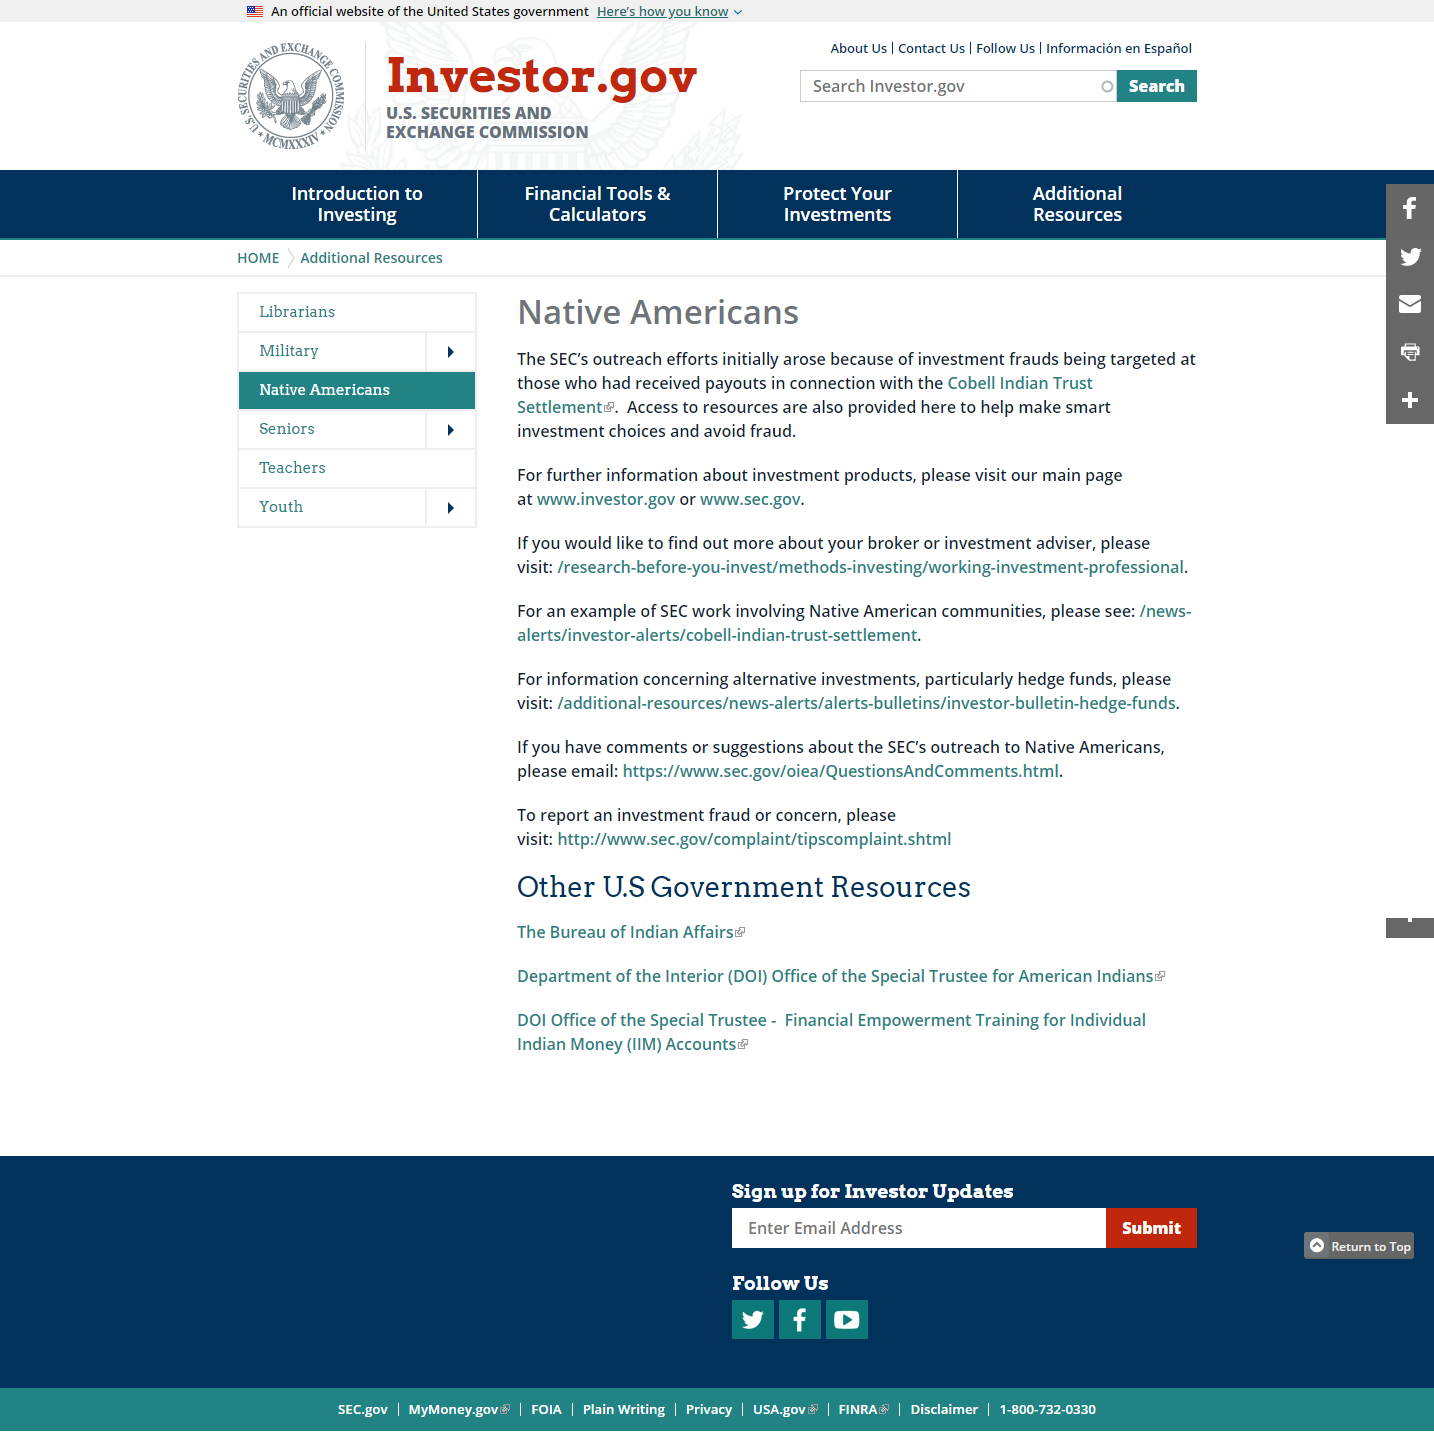 An official website of the United States government Here's how you know
About Us | Contact Us | Follow Us | Información en Español
U.S. SECURITIES AND EXCHANGE COMMISSION
MCMXXXIV
Investor.gov
U.S. SECURITIES AND
EXCHANGE COMMISSION
Search Investor.gov
Search
Introduction to
Investing
Financial Tools &
Calculators
Protect Your
Investments
Additional
Resources
HOME
Additional Resources
Librarians
Military
Native Americans
Seniors
Teachers
Youth
Native Americans
The SEC’s outreach efforts initially arose because of investment frauds being targeted at
those who had received payouts in connection with the Cobell Indian Trust
Settlement.  Access to resources are also provided here to help make smart
investment choices and avoid fraud.
For further information about investment products, please visit our main page
at www.investor.gov or www.sec.gov.
If you would like to find out more about your broker or investment adviser, please
visit: /research-before-you-invest/methods-investing/working-investment-professional.
For an example of SEC work involving Native American communities, please see: /news-
alerts/investor-alerts/cobell-indian-trust-settlement.
For information concerning alternative investments, particularly hedge funds, please
visit: /additional-resources/news-alerts/alerts-bulletins/investor-bulletin-hedge-funds.
If you have comments or suggestions about the SEC’s outreach to Native Americans,
please email: https://www.sec.gov/oiea/QuestionsAndComments.html.
To report an investment fraud or concern, please
visit: http://www.sec.gov/complaint/tipscomplaint.shtml
Other U.S Government Resources
The Bureau of Indian Affairs
Department of the Interior (DOI) Office of the Special Trustee for American Indians
DOI Office of the Special Trustee -  Financial Empowerment Training for Individual
Indian Money (IIM) Accounts
Sign up for Investor Updates
Enter Email Address
Submit
Return to Top
Follow Us
SEC.gov | MyMoney.gov | FOIA | Plain Writing | Privacy | USA.gov | FINRA | Disclaimer | 1-800-732-0330